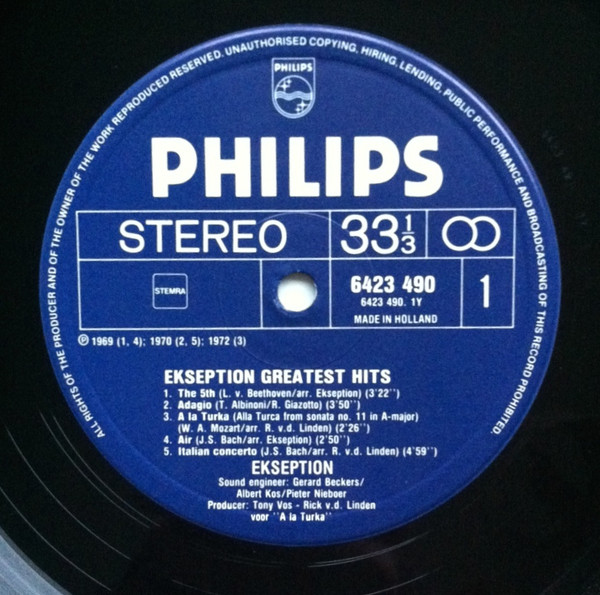 ALL RIGHTS OF THE PRODUCER AND OF THE OWNER OF THE WORK REPRODUCED RESERVED. UNAUTHORISED COPYING, HIRING, LENDING, PUBLIC PERFORMANCE AND BROADCASTING OF THIS RECORD PROHIBITED.
PHILIPS
PHILIPS
STEREO 33 1/3
STEMRA
6423 490
6423 490. 1Y
MADE IN HOLLAND
1
℗ 1969 (1, 4); 1970 (2, 5); 1972 (3)
EKSEPTION GREATEST HITS
1. The 5th (L. v. Beethoven/arr. Ekseption) (3'22'')
2. Adagio (T. Albinoni/R. Giazotto) (3'50'')
3. A la Turka (Alla Turca from sonata no. 11 in A-major)
(W. A. Mozart/arr. R. v.d. Linden) (2'26'')
4. Air (J.S. Bach/arr. Ekseption) (2'50'')
5. Italian concerto (J.S. Bach/arr. R. v.d. Linden) (4'59'')
EKSEPTION
Sound engineer: Gerard Beckers/
Albert Kos/Pieter Nieboer
Producer: Tony Vos - Rick v.d. Linden
voor ''A la Turka''